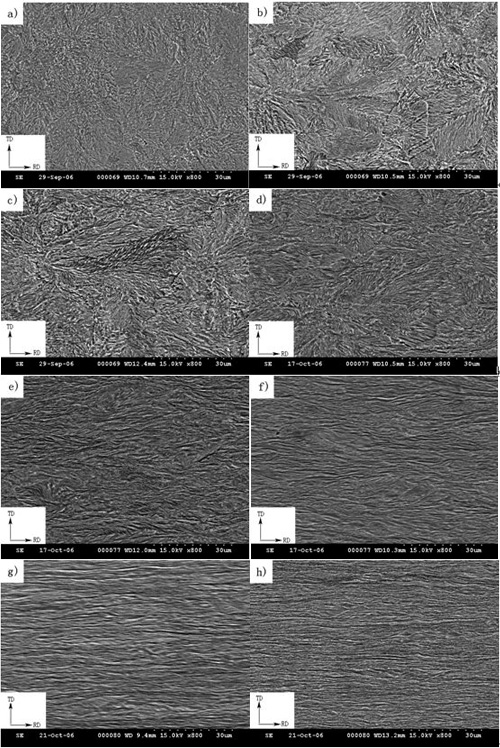 a)
TD
RD
SE 29-Sep-06 000069 WD10.7mm 15.0kV x800 30um
b)
TD
RD
SE 29-Sep-06 000069 WD10.5mm 15.0kV x800 30um
c)
TD
RD
SE 29-Sep-06 000069 WD12.4mm 15.0kV x800 30um
d)
TD
RD
SE 17-Oct-06 000077 WD10.5mm 15.0kV x800 30um
e)
TD
RD
SE 17-Oct-06 000077 WD12.0mm 15.0kV x800 30um
f)
TD
RD
SE 17-Oct-06 000077 WD10.3mm 15.0kV x800 30um
g)
TD
RD
SE 21-Oct-06 000080 WD 9.4mm 15.0kV x800 30um
h)
TD
RD
SE 21-Oct-06 000080 WD13.2mm 15.0kV x800 30um